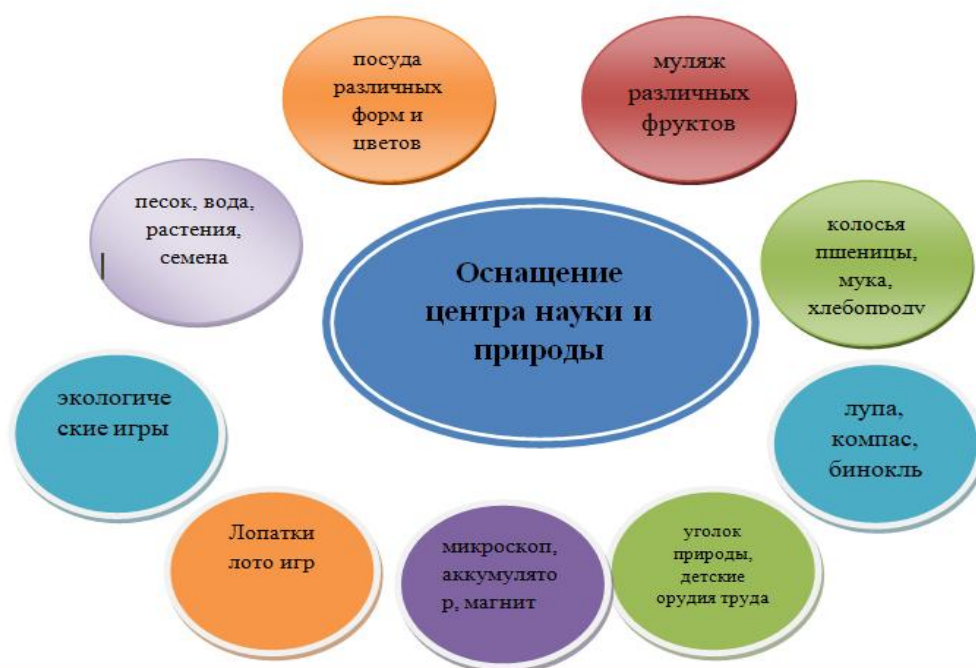 посуда
различных
форм и
цветов
муляж
различных
фруктов
песок, вода,
растения,
семена
колосья
пшеницы,
мука,
хлебопроду
Оснащение
центра науки и
природы
экологиче
ские игры
лупа,
компас,
бинокль
Лопатки
лото игр
микроскоп,
аккумулято
р, магнит
уголок
природы,
детские
орудия труда